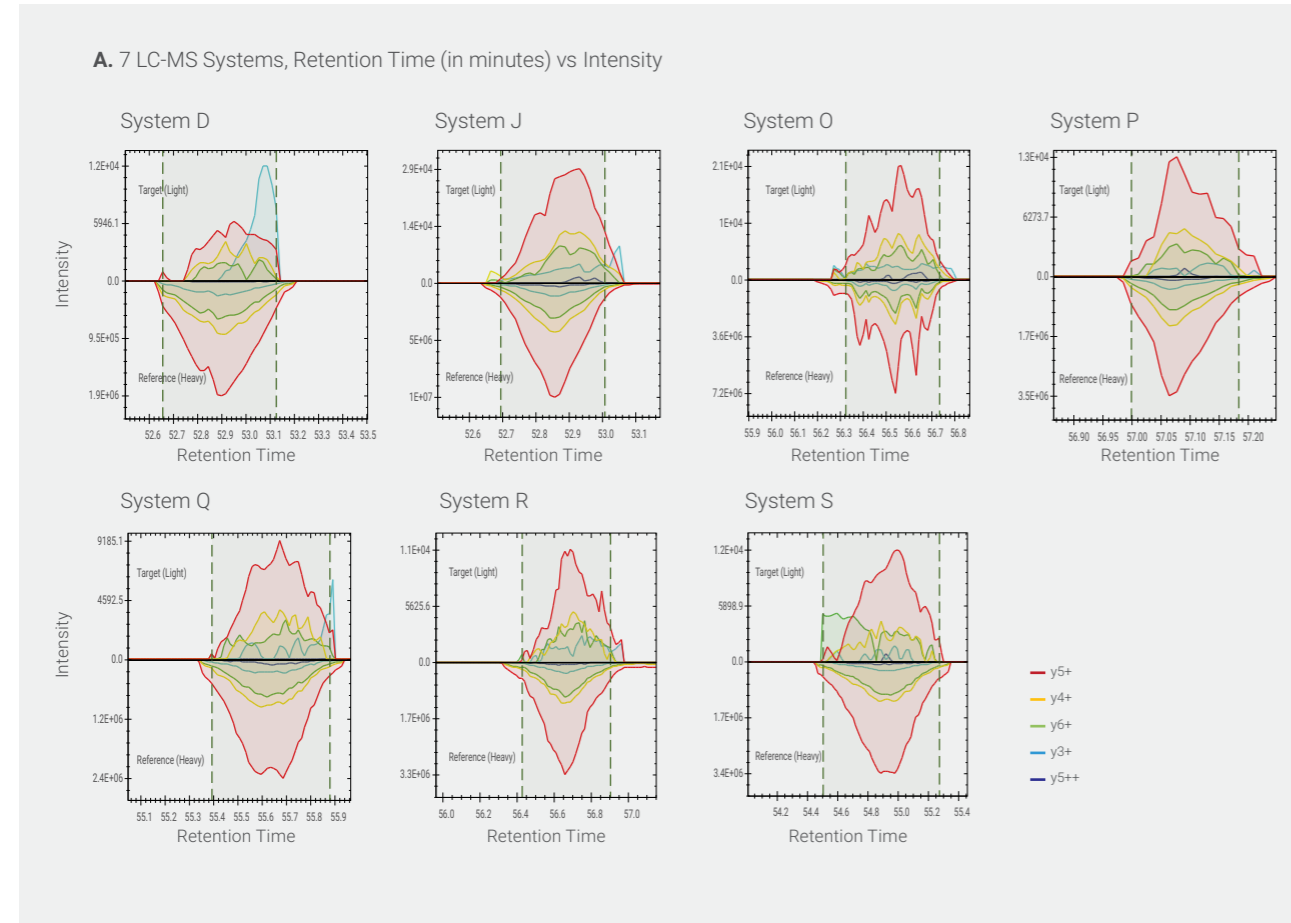 A. 7 LC-MS Systems, Retention Time (in minutes) vs Intensity
System D
1.2E+04
5946.1
0.0
9.5E+05
1.9E+06
Target (Light)
Reference (Heavy)
Intensity
52.6 52.7 52.8 52.9 53.0 53.1 53.2 53.3 53.4 53.5
Retention Time
System J
2.9E+04
1.4E+04
0.0
5E+06
1E+07
Target (Light)
Reference (Heavy)
52.6 52.7 52.8 52.9 53.0 53.1
Retention Time
System O
2.1E+04
1E+04
0.0
3.6E+06
7.2E+06
Target (Light)
Reference (Heavy)
55.9 56.0 56.1 56.2 56.3 56.4 56.5 56.6 56.7 56.8
Retention Time
System P
1.3E+04
6273.7
0.0
1.7E+06
3.5E+06
Target (Light)
Reference (Heavy)
56.90 56.95 57.00 57.05 57.10 57.15 57.20
Retention Time
System Q
9185.1
4592.5
0.0
1.2E+06
2.4E+06
Target (Light)
Reference (Heavy)
Intensity
55.1 55.2 55.3 55.4 55.5 55.6 55.7 55.8 55.9
Retention Time
System R
1.1E+04
5625.6
0.0
1.7E+06
3.3E+06
Target (Light)
Reference (Heavy)
56.0 56.2 56.4 56.6 56.8 57.0
Retention Time
System S
1.2E+04
5898.9
0.0
1.7E+06
3.4E+06
Target (Light)
Reference (Heavy)
54.2 54.4 54.6 54.8 55.0 55.2 55.4
Retention Time
y5+
y4+
y6+
y3+
y5++